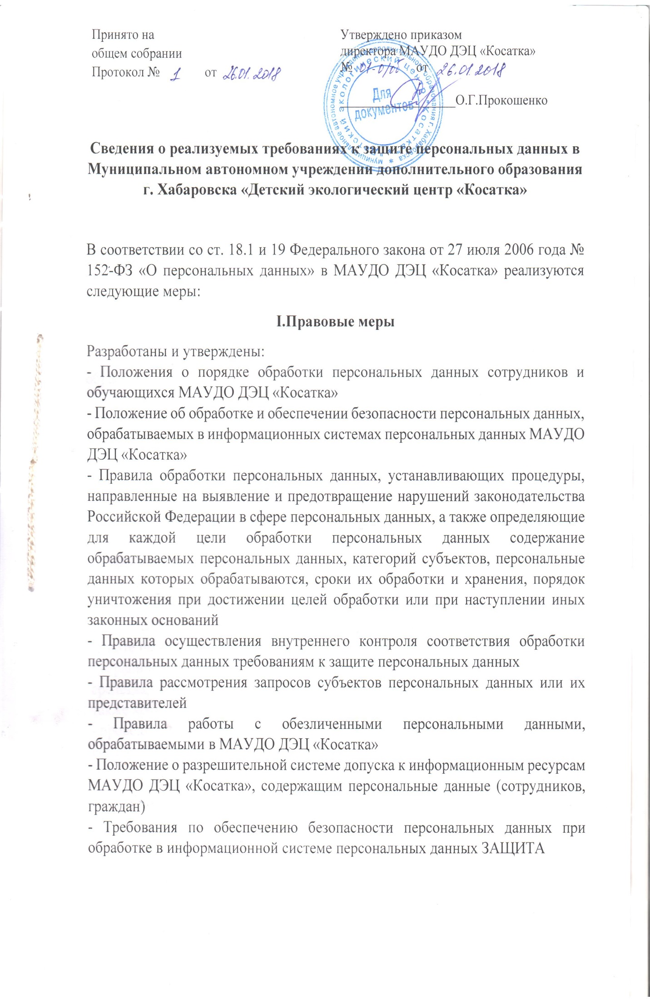 Принято на
общем собрании
Протокол № 1 от 26.01.2018
Утверждено приказом
директора МАУДО ДЭЦ «Косатка»
№ от 26.01.2018
О.Г.Прокошенко
Для
документов
Сведения о реализуемых требованиях к защите персональных данных в
Муниципальном автономном учреждении дополнительного образования
г. Хабаровска «Детский экологический центр «Косатка»
В соответствии со ст. 18.1 и 19 Федерального закона от 27 июля 2006 года №
152-ФЗ «О персональных данных» в МАУДО ДЭЦ «Косатка» реализуются
следующие меры:
I.Правовые меры
Разработаны и утверждены:
- Положения о порядке обработки персональных данных сотрудников и
обучающихся МАУДО ДЭЦ «Косатка»
- Положение об обработке и обеспечении безопасности персональных данных,
обрабатываемых в информационных системах персональных данных МАУДО
ДЭЦ «Косатка»
- Правила обработки персональных данных, устанавливающих процедуры,
направленные на выявление и предотвращение нарушений законодательства
Российской Федерации в сфере персональных данных, а также определяющие
для каждой цели обработки персональных данных содержание
обрабатываемых персональных данных, категорий субъектов, персональные
данных которых обрабатываются, сроки их обработки и хранения, порядок
уничтожения при достижении целей обработки или при наступлении иных
законных оснований
- Правила осуществления внутреннего контроля соответствия обработки
персональных данных требованиям к защите персональных данных
- Правила рассмотрения запросов субъектов персональных данных или их
представителей
- Правила работы с обезличенными персональными данными,
обрабатываемыми в МАУДО ДЭЦ «Косатка»
- Положение о разрешительной системе допуска к информационным ресурсам
МАУДО ДЭЦ «Косатка», содержащим персональные данные (сотрудников,
граждан)
- Требования по обеспечению безопасности персональных данных при
обработке в информационной системе персональных данных ЗАЩИТА